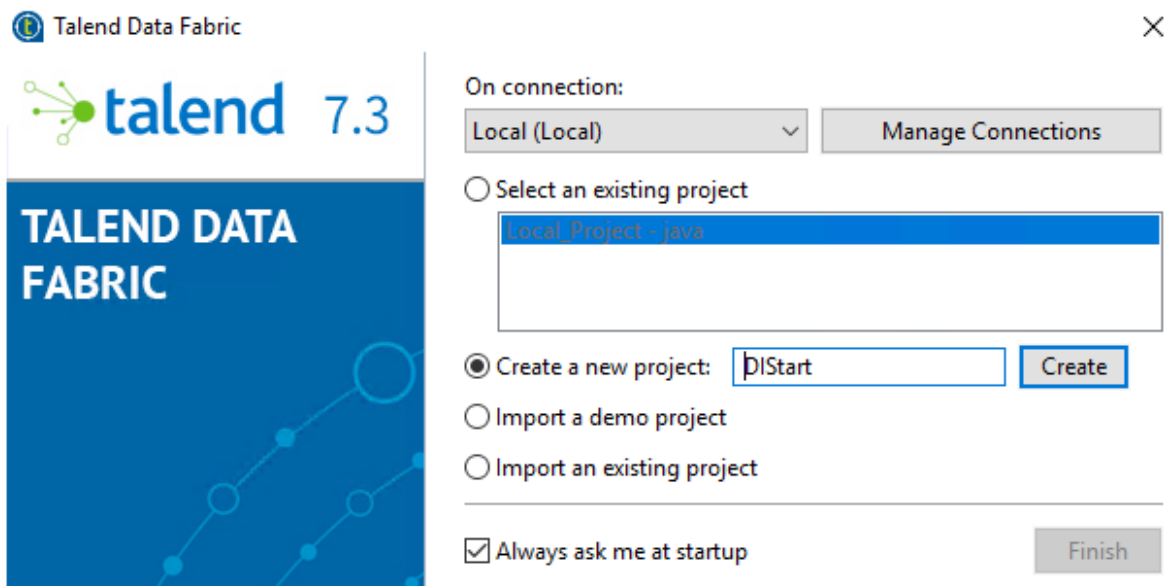 Talend Data Fabric
talend 7.3
TALEND DATA
FABRIC
On connection:
Local (Local)
Manage Connections
Select an existing project
Local_Project - java
Create a new project:
DIStart
Create
Import a demo project
Import an existing project
Always ask me at startup
Finish